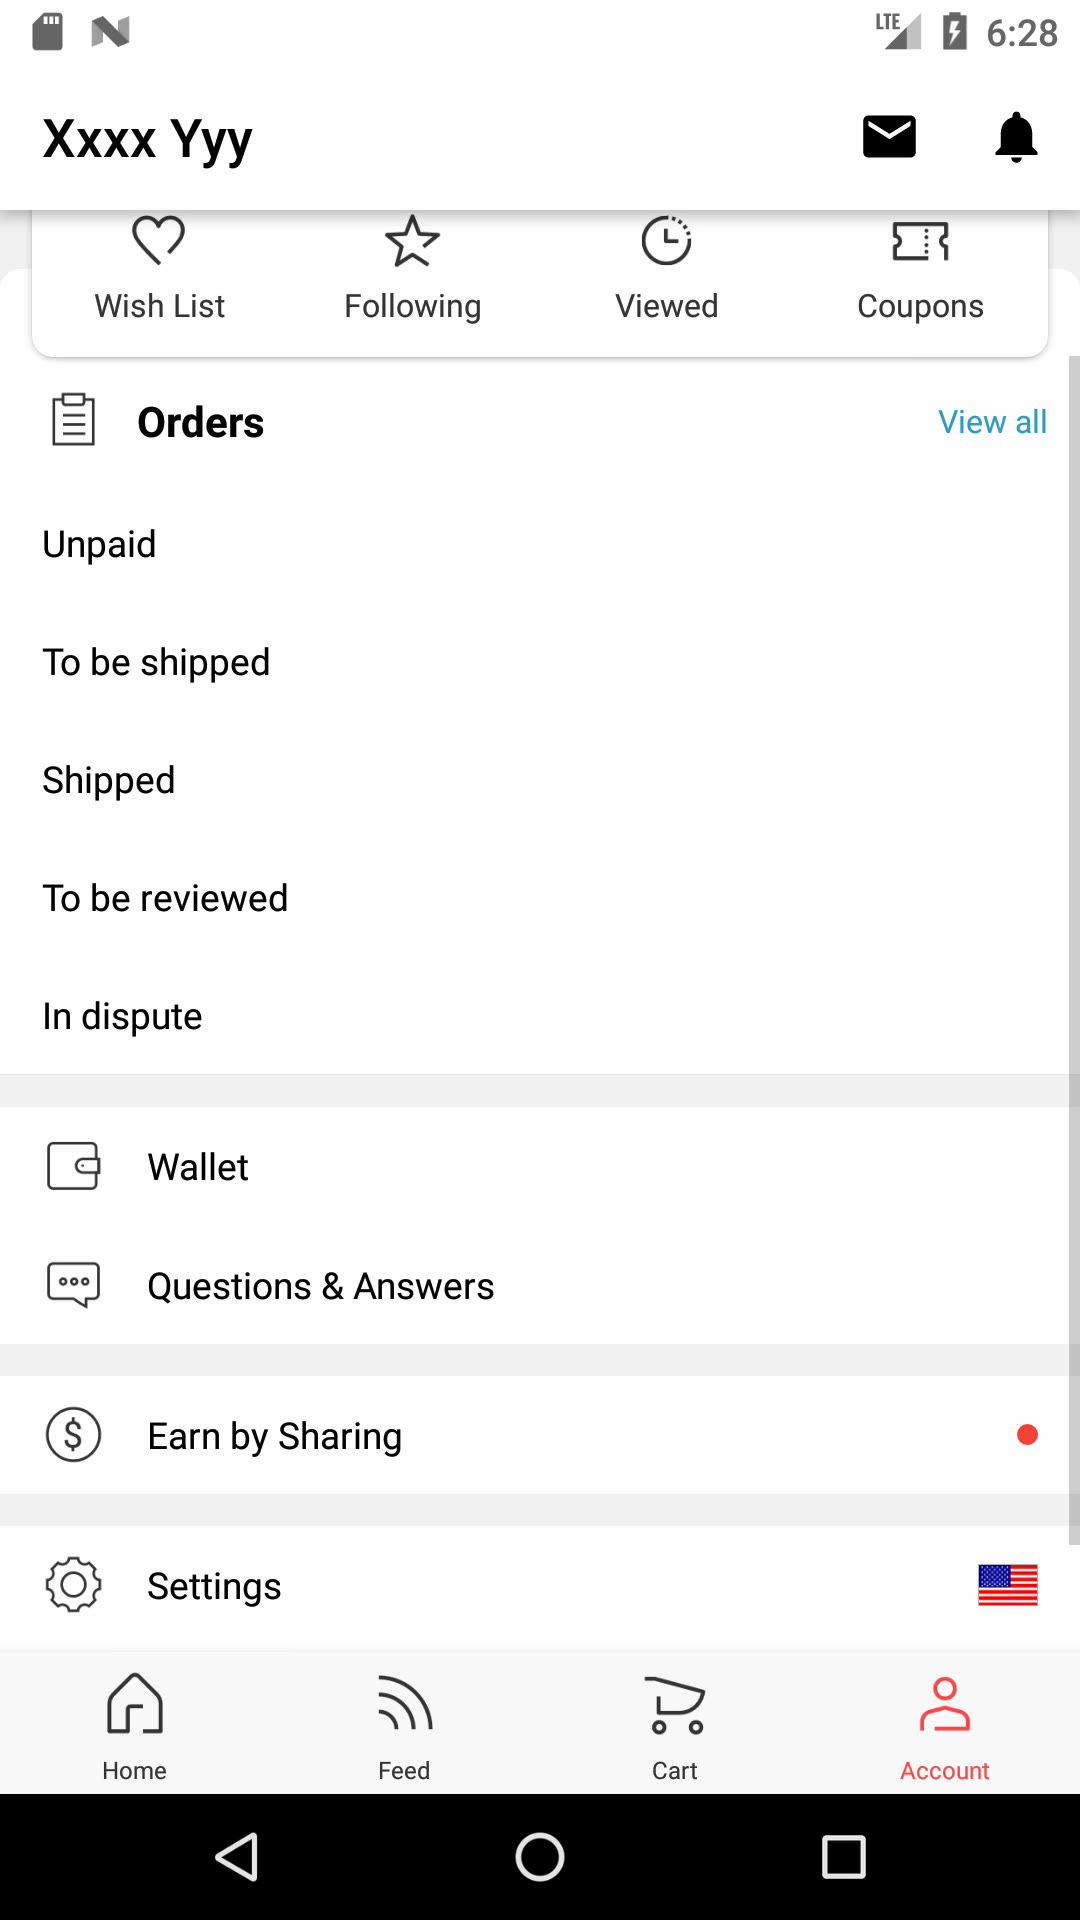 LTE 6:28
Xxxx Yyy
Wish List Following Viewed Coupons
Orders View all
Unpaid
To be shipped
Shipped
To be reviewed
In dispute
Wallet
Questions & Answers
$ Earn by Sharing
Settings
Home Feed Cart Account